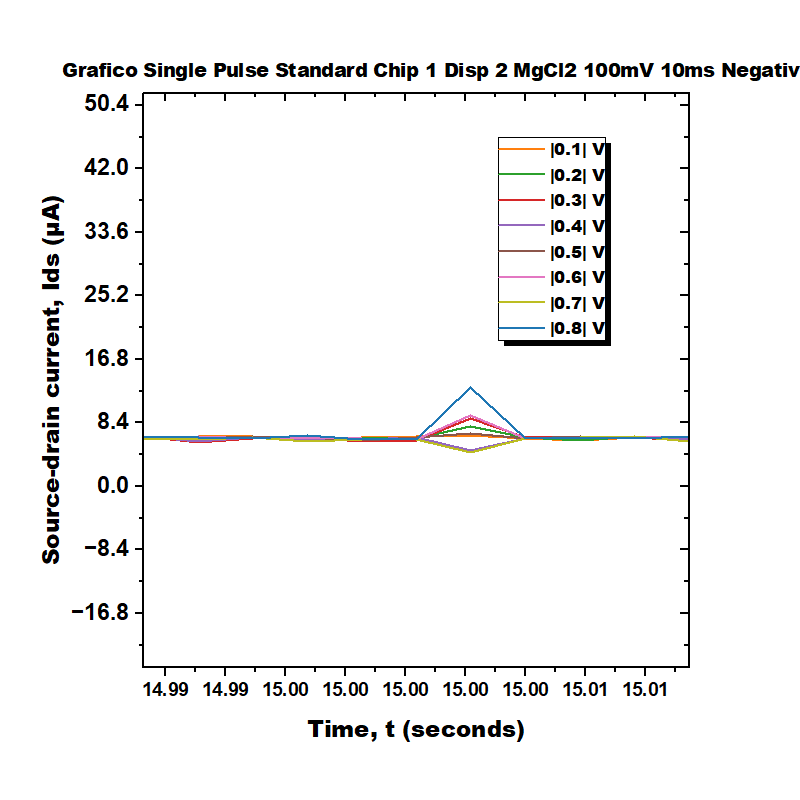 Grafico Single Pulse Standard Chip 1 Disp 2 MgCl2 100mV 10ms Negativ
50.4
42.0
33.6
25.2
16.8
8.4
0.0
−8.4
−16.8
Source-drain current, Ids (µA)
|0.1| V
|0.2| V
|0.3| V
|0.4| V
|0.5| V
|0.6| V
|0.7| V
|0.8| V
14.99 14.99 15.00 15.00 15.00 15.00 15.00 15.01 15.01
Time, t (seconds)